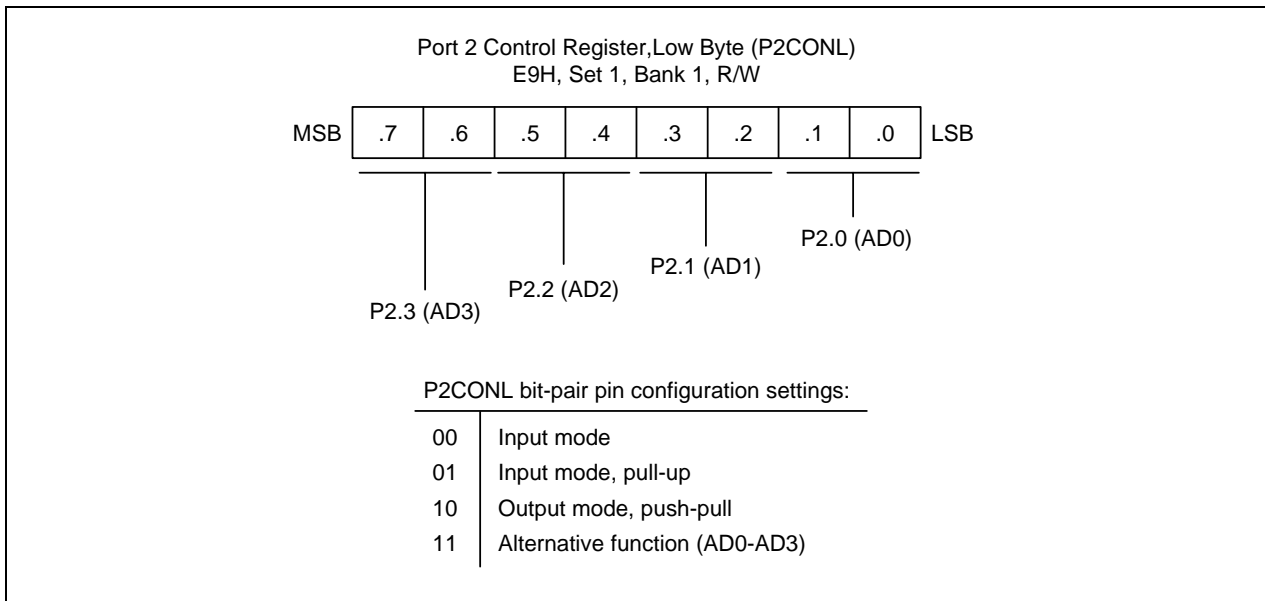 Port 2 Control Register,Low Byte (P2CONL)
E9H, Set 1, Bank 1, R/W
MSB .7 .6 .5 .4 .3 .2 .1 .0 LSB
P2.0 (AD0)
P2.1 (AD1)
P2.2 (AD2)
P2.3 (AD3)
P2CONL bit-pair pin configuration settings:
00 Input mode
01 Input mode, pull-up
10 Output mode, push-pull
11 Alternative function (AD0-AD3)